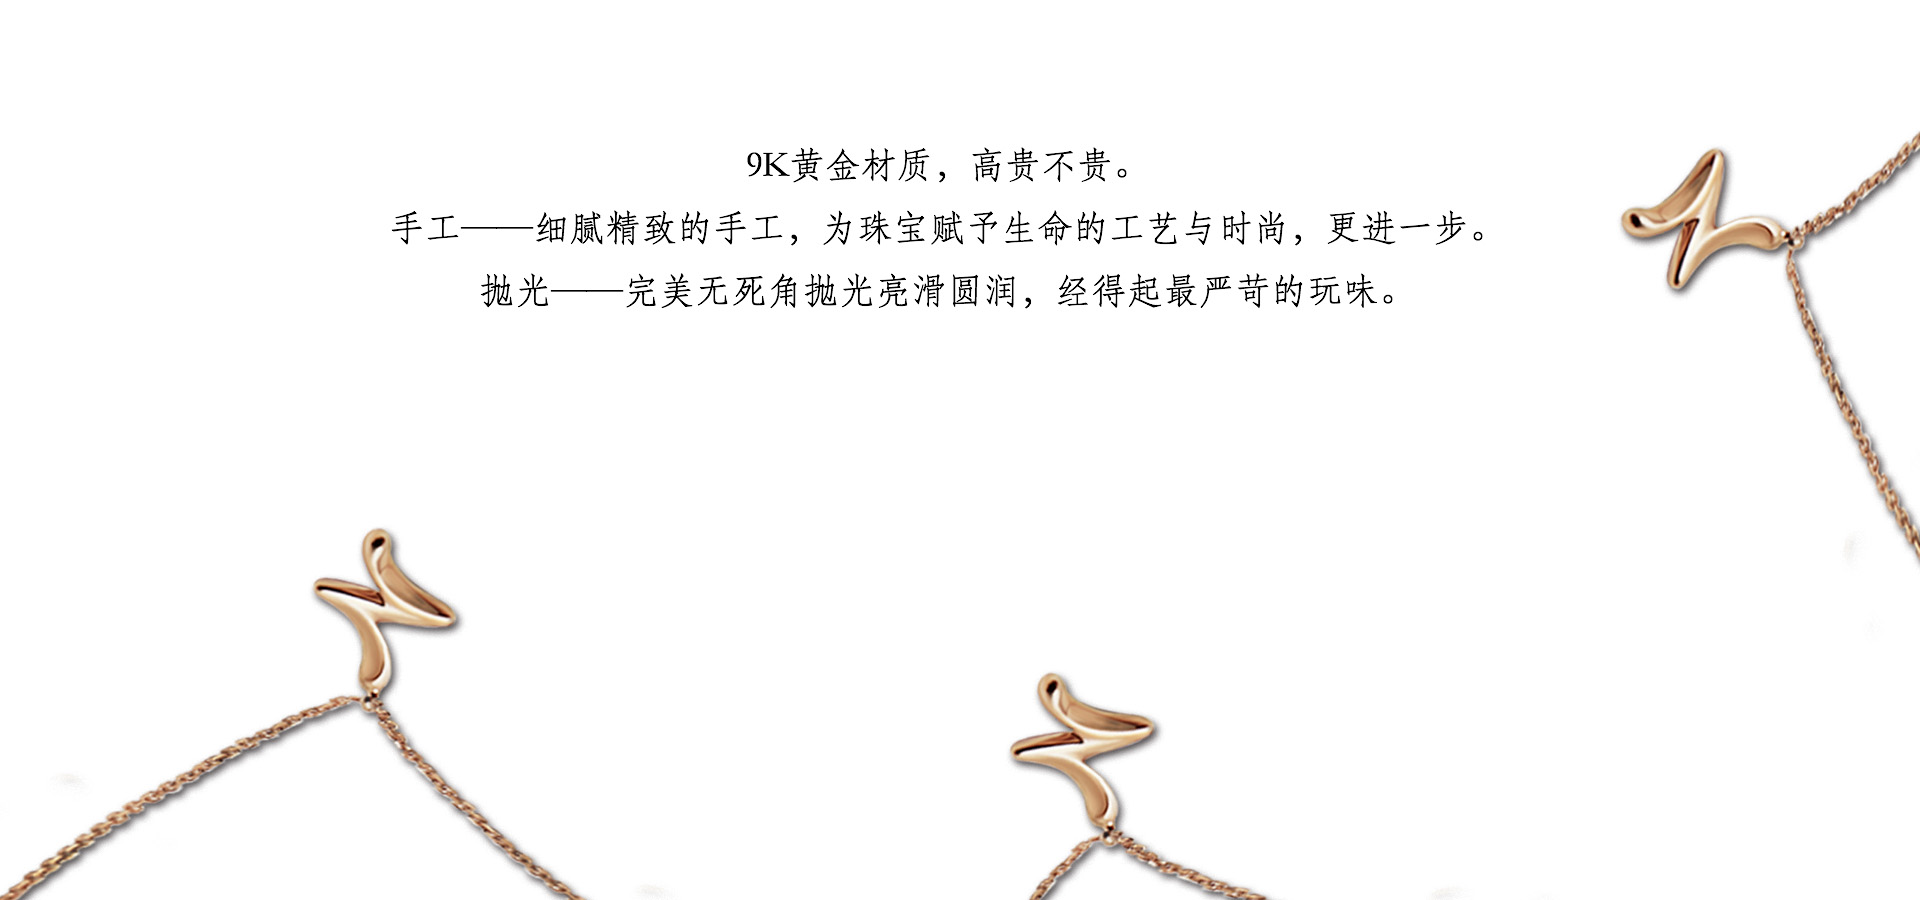 9K黄金材质，高贵不贵。
手工——细腻精致的手工，为珠宝赋予生命的工艺与时尚，更进一步。
抛光——完美无死角抛光亮滑圆润，经得起最严苛的玩味。